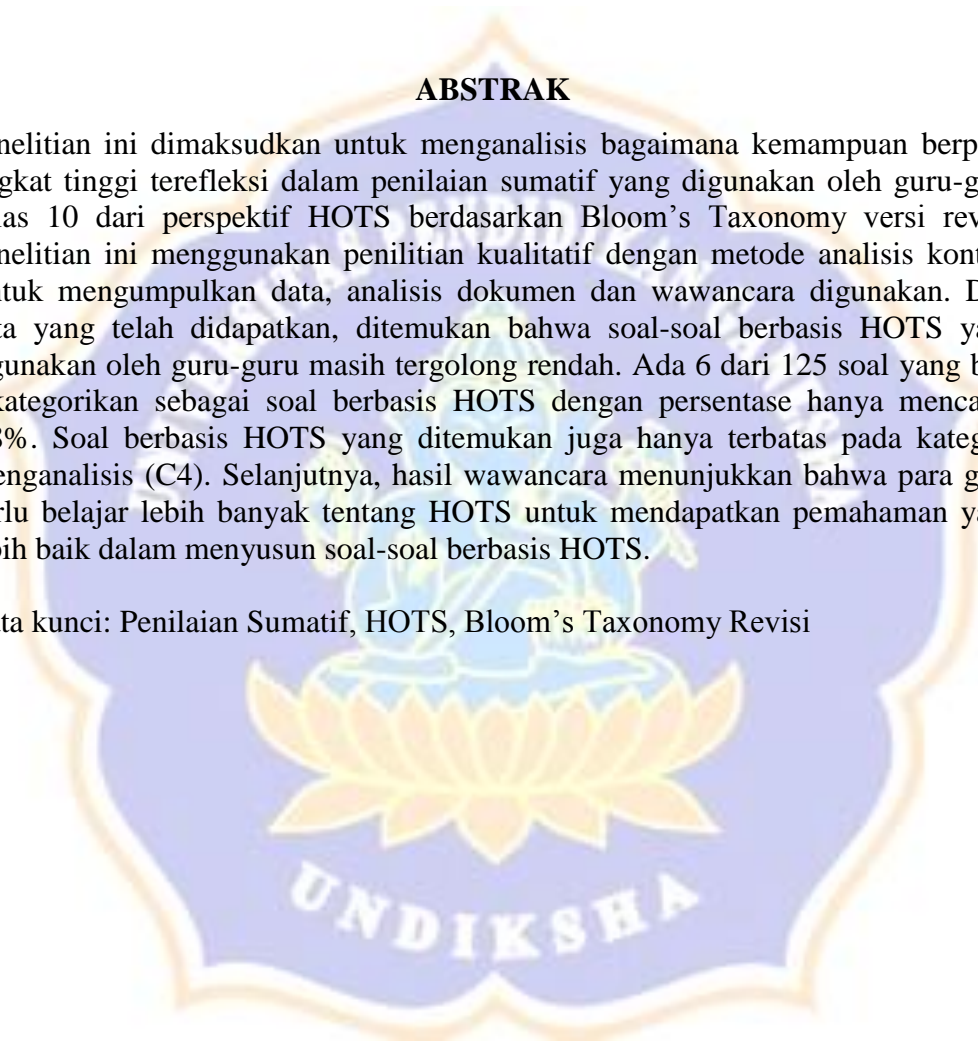 ABSTRAK
nelitian ini dimaksudkan untuk menganalisis bagaimana kemampuan berp
gkat tinggi terefleksi dalam penilaian sumatif yang digunakan oleh guru-g
las 10 dari perspektif HOTS berdasarkan Bloom’s Taxonomy versi rev
nelitian ini menggunakan penilitian kualitatif dengan metode analisis kont
tuk mengumpulkan data, analisis dokumen dan wawancara digunakan. D
ta yang telah didapatkan, ditemukan bahwa soal-soal berbasis HOTS ya
gunakan oleh guru-guru masih tergolong rendah. Ada 6 dari 125 soal yang b
kategorikan sebagai soal berbasis HOTS dengan persentase hanya menca
8%. Soal berbasis HOTS yang ditemukan juga hanya terbatas pada kateg
enganalisis (C4). Selanjutnya, hasil wawancara menunjukkan bahwa para g
rlu belajar lebih banyak tentang HOTS untuk mendapatkan pemahaman ya
bih baik dalam menyusun soal-soal berbasis HOTS.
ta kunci: Penilaian Sumatif, HOTS, Bloom’s Taxonomy Revisi
UNDIKSHA